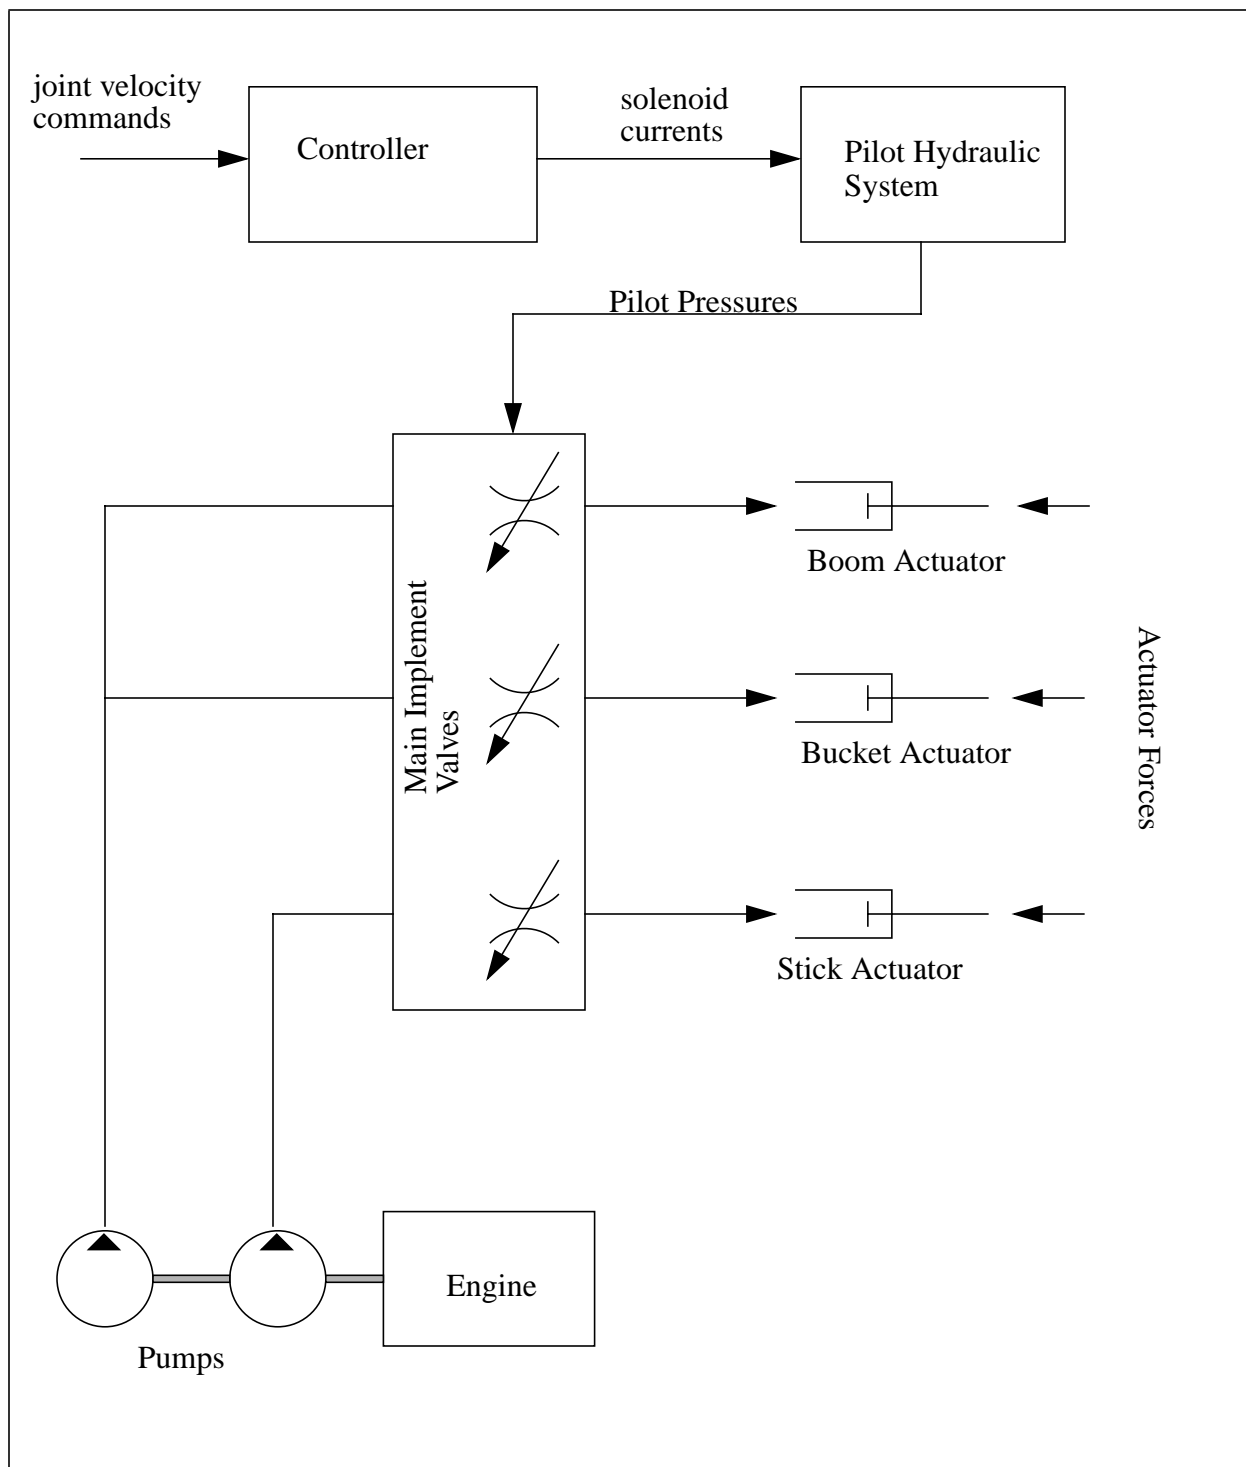 joint velocity
commands
Controller
solenoid
currents
Pilot Hydraulic
System
Pilot Pressures
Main Implement
Valves
Boom Actuator
Bucket Actuator
Stick Actuator
Actuator Forces
Engine
Pumps